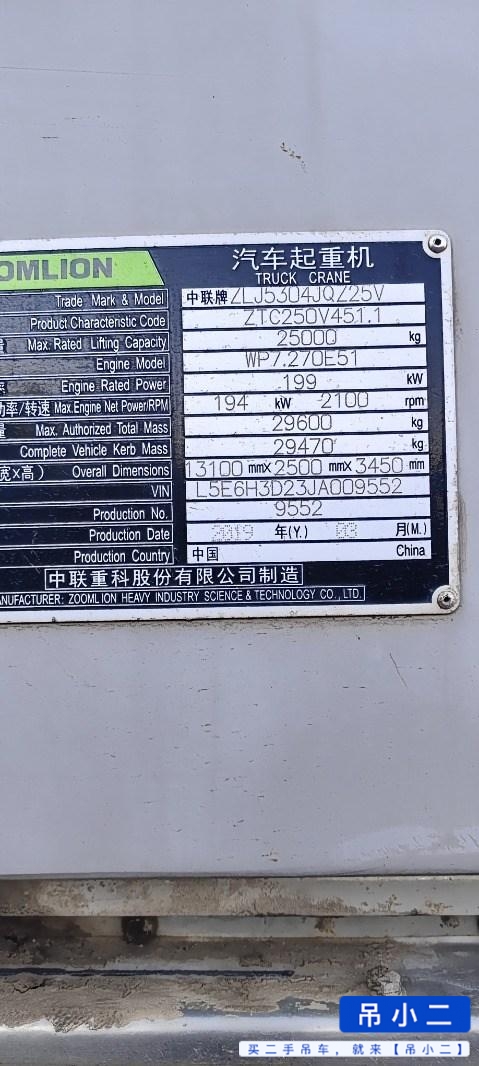 OMLION 汽车起重机
TRUCK CRANE
Trade Mark & Model 中联牌 ZLJ5304JQZ25V
Product Characteristic Code ZTC250V451.1
量 Max. Rated Lifting Capacity 25000 kg
Engine Model WP7.270E51
Engine Rated Power 199 kW
功率/转速 Max.Engine Net Power/RPM 194 kW 2100 rpm
量 Max. Authorized Total Mass 29600 kg
Complete Vehicle Kerb Mass 29470 kg
宽×高） Overall Dimensions 13100 mm× 2500 mm× 3450 mm
VIN L5E6H3D23JA009552
Production No. 9552
Production Date 2019 年(Y.) 03 月(M.)
Production Country 中国 China
中联重科股份有限公司制造
ANUFACTURER: ZOOMLION HEAVY INDUSTRY SCIENCE & TECHNOLOGY CO., LTD.
吊小二
买二手吊车，就来【吊小二】